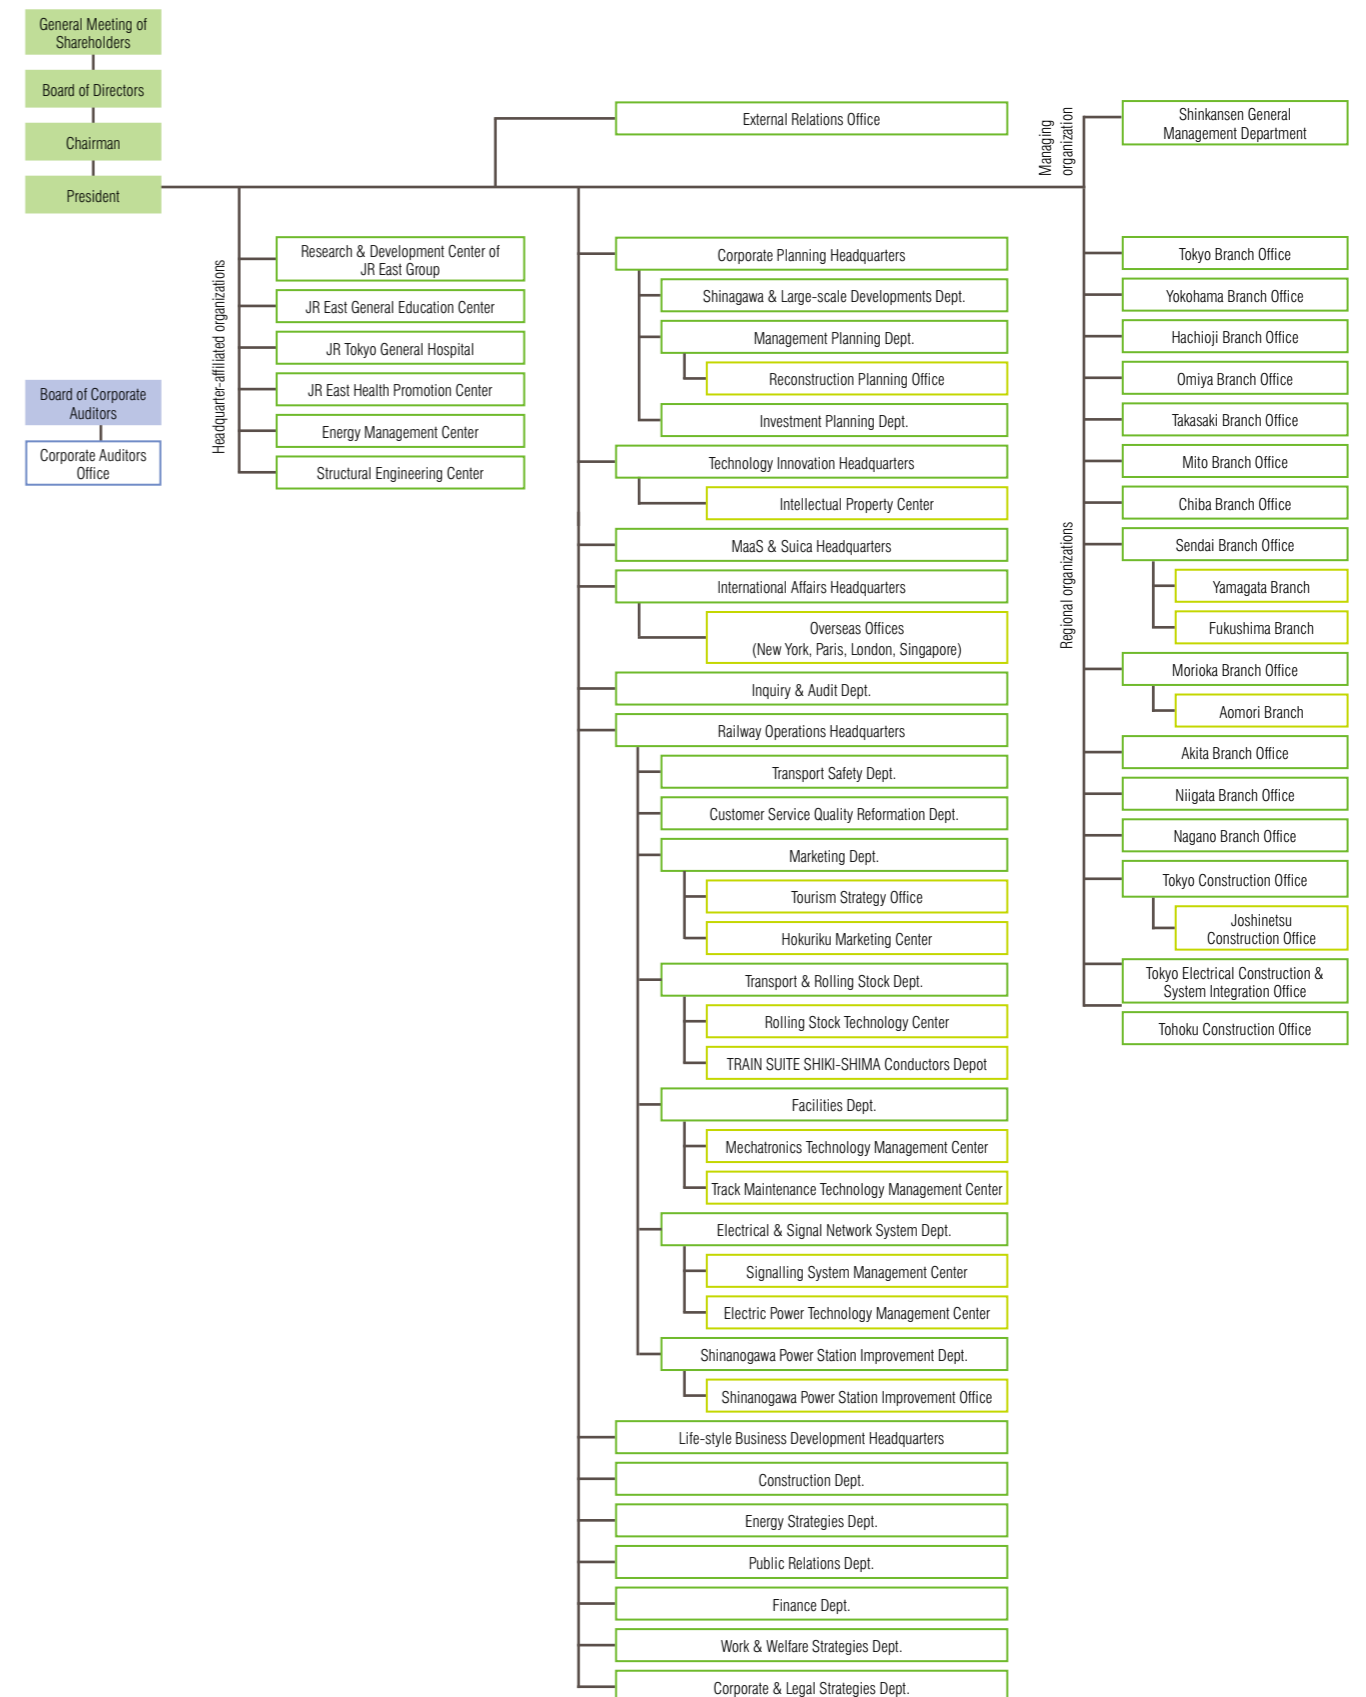 General Meeting of
Shareholders
Board of Directors
Chairman
President
Board of Corporate
Auditors
Corporate Auditors
Office
Headquarter-affiliated organizations
Research & Development Center of
JR East Group
JR East General Education Center
JR Tokyo General Hospital
JR East Health Promotion Center
Energy Management Center
Structural Engineering Center
External Relations Office
Corporate Planning Headquarters
Shinagawa & Large-scale Developments Dept.
Management Planning Dept.
Reconstruction Planning Office
Investment Planning Dept.
Technology Innovation Headquarters
Intellectual Property Center
MaaS & Suica Headquarters
International Affairs Headquarters
Overseas Offices
(New York, Paris, London, Singapore)
Inquiry & Audit Dept.
Railway Operations Headquarters
Transport Safety Dept.
Customer Service Quality Reformation Dept.
Marketing Dept.
Tourism Strategy Office
Hokuriku Marketing Center
Transport & Rolling Stock Dept.
Rolling Stock Technology Center
TRAIN SUITE SHIKI-SHIMA Conductors Depot
Facilities Dept.
Mechatronics Technology Management Center
Track Maintenance Technology Management Center
Electrical & Signal Network System Dept.
Signalling System Management Center
Electric Power Technology Management Center
Shinanogawa Power Station Improvement Dept.
Shinanogawa Power Station Improvement Office
Life-style Business Development Headquarters
Construction Dept.
Energy Strategies Dept.
Public Relations Dept.
Finance Dept.
Work & Welfare Strategies Dept.
Corporate & Legal Strategies Dept.
Managing
organization
Shinkansen General
Management Department
Regional organizations
Tokyo Branch Office
Yokohama Branch Office
Hachioji Branch Office
Omiya Branch Office
Takasaki Branch Office
Mito Branch Office
Chiba Branch Office
Sendai Branch Office
Yamagata Branch
Fukushima Branch
Morioka Branch Office
Aomori Branch
Akita Branch Office
Niigata Branch Office
Nagano Branch Office
Tokyo Construction Office
Joshinetsu
Construction Office
Tokyo Electrical Construction &
System Integration Office
Tohoku Construction Office